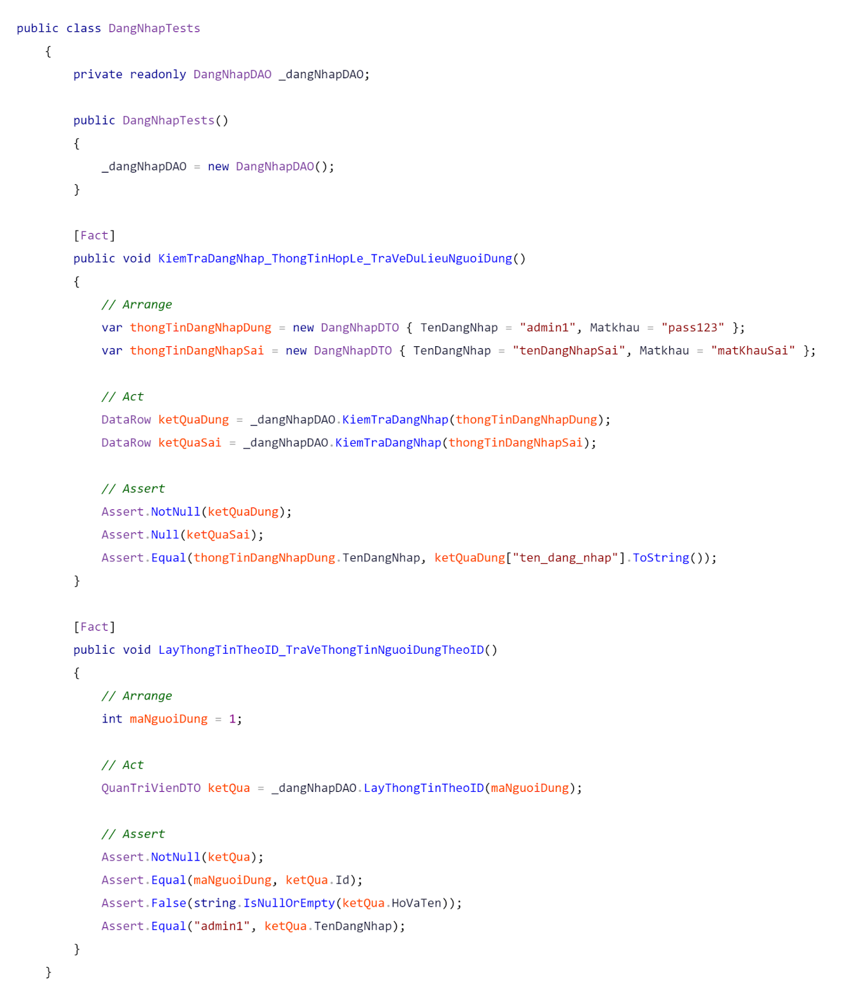 public class DangNhapTests
{
private readonly DangNhapDAO _dangNhapDAO;
public DangNhapTests()
{
_dangNhapDAO = new DangNhapDAO();
}
[Fact]
public void KiemTraDangNhap_ThongTinHopLe_TraVeDuLieuNguoiDung()
{
// Arrange
var thongTinDangNhapDung = new DangNhapDTO { TenDangNhap = "admin1", Matkhau = "pass123" };
var thongTinDangNhapSai = new DangNhapDTO { TenDangNhap = "tenDangNhapSai", Matkhau = "matKhauSai" };
// Act
DataRow ketQuaDung = _dangNhapDAO.KiemTraDangNhap(thongTinDangNhapDung);
DataRow ketQuaSai = _dangNhapDAO.KiemTraDangNhap(thongTinDangNhapSai);
// Assert
Assert.NotNull(ketQuaDung);
Assert.Null(ketQuaSai);
Assert.Equal(thongTinDangNhapDung.TenDangNhap, ketQuaDung["ten_dang_nhap"].ToString());
}
[Fact]
public void LayThongTinTheoID_TraVeThongTinNguoiDungTheoID()
{
// Arrange
int maNguoiDung = 1;
// Act
QuanTriVienDTO ketQua = _dangNhapDAO.LayThongTinTheoID(maNguoiDung);
// Assert
Assert.NotNull(ketQua);
Assert.Equal(maNguoiDung, ketQua.Id);
Assert.False(string.IsNullOrEmpty(ketQua.HoVaTen));
Assert.Equal("admin1", ketQua.TenDangNhap);
}
}